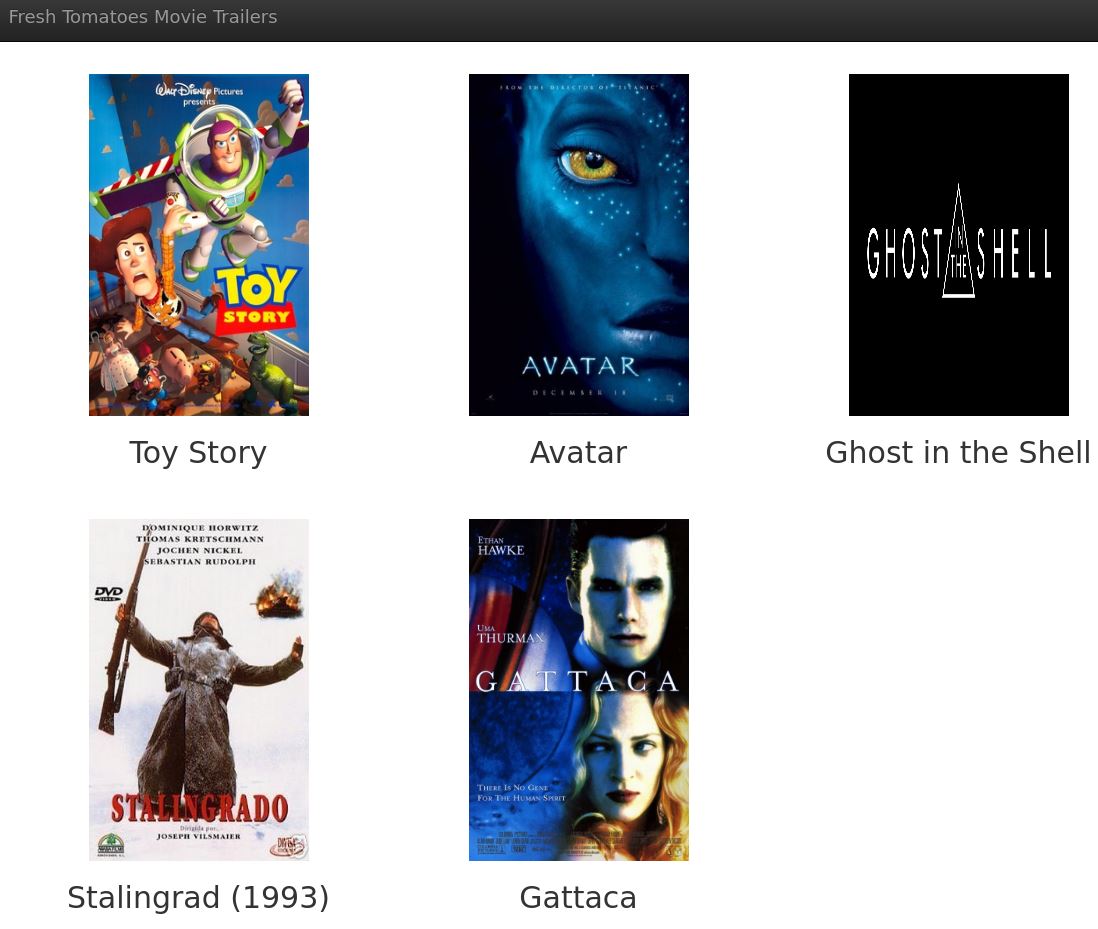 Fresh Tomatoes Movie Trailers
WALT DISNEY Pictures
presents
TOY
STORY
FROM THE DIRECTOR OF "TITANIC"
AVATAR
DECEMBER 18
GHOST IN THE SHELL
Toy Story
Avatar
Ghost in the Shell
DOMINIQUE HORWITZ
THOMAS KRETSCHMANN
JOCHEN NICKEL
SEBASTIAN RUDOLPH
DVD
VIDEO
STALINGRADO
Dirigida por
JOSEPH VILSMAIER
ETHAN
HAWKE
UMA
THURMAN
GATTACA
THERE IS NO GENE
FOR THE HUMAN SPIRIT
Stalingrad (1993)
Gattaca